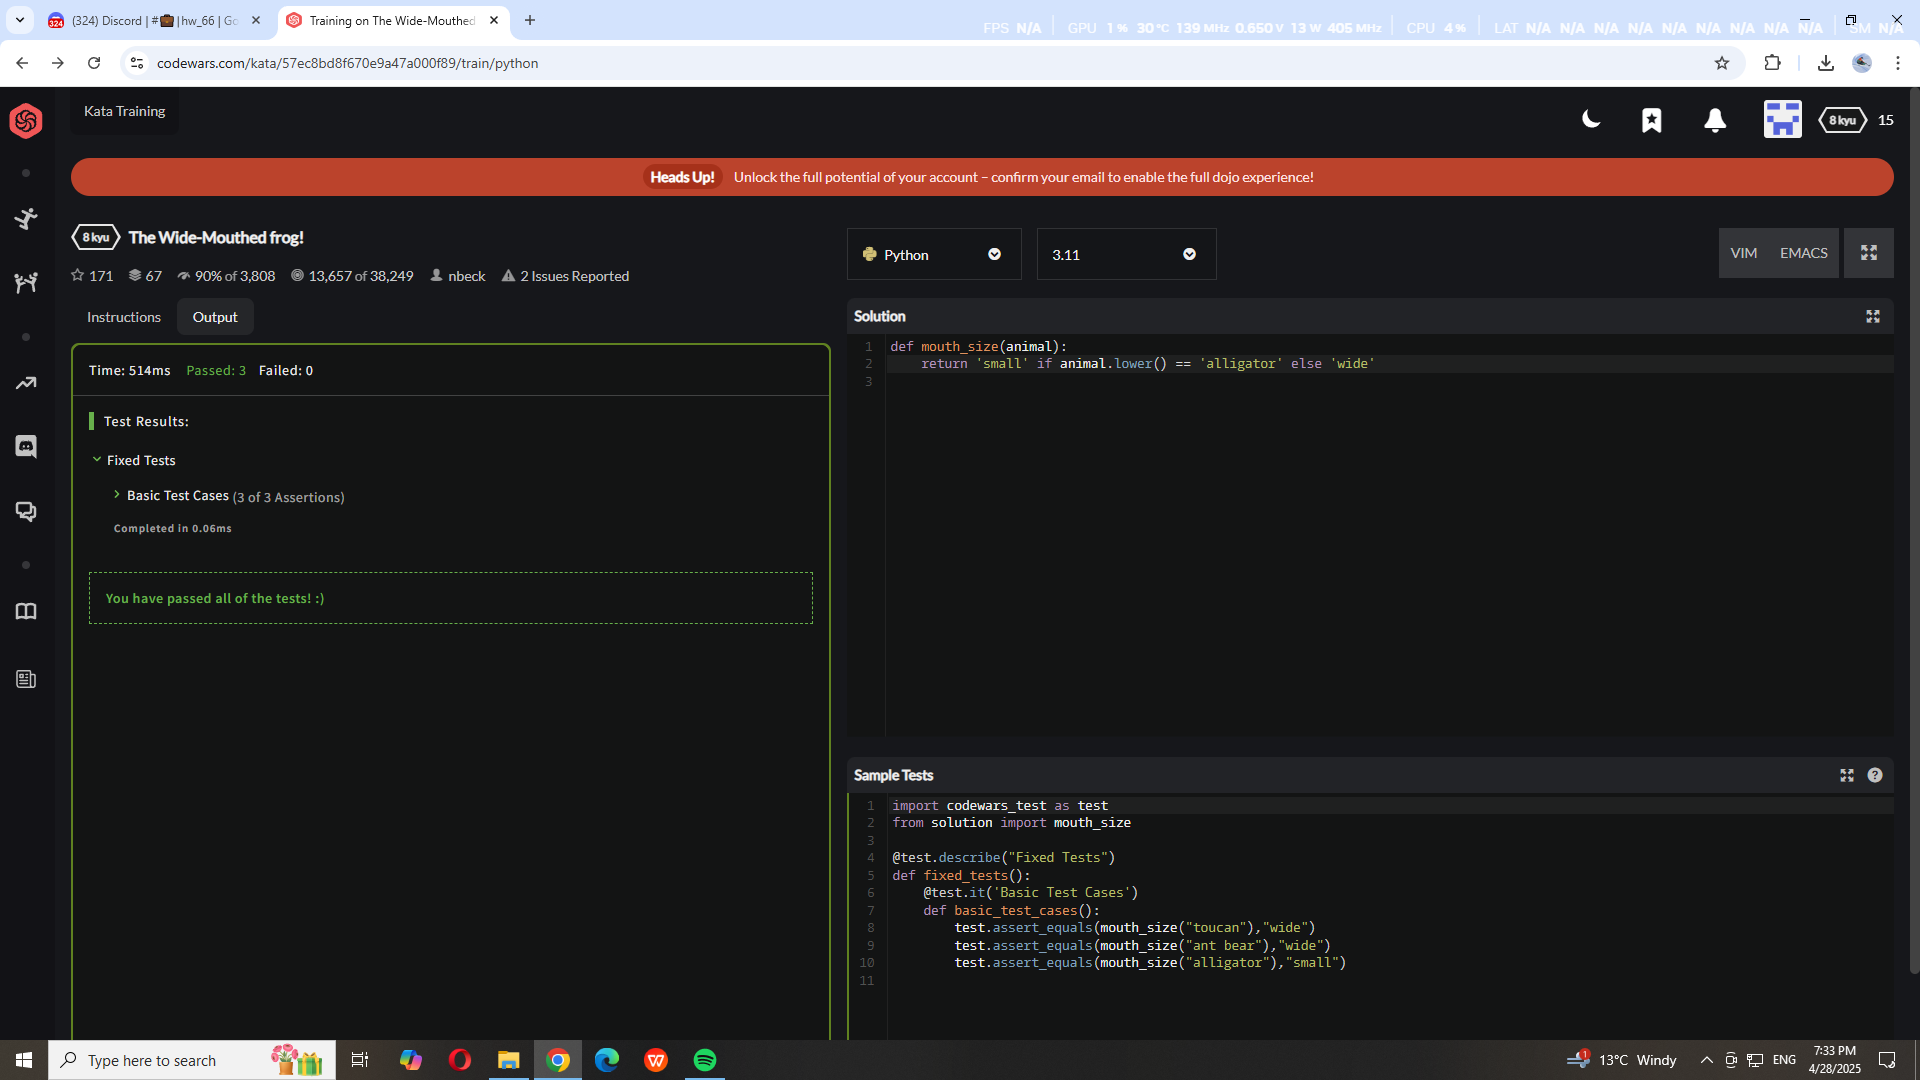 (324) Discord | #💼|hw_66 | Go
Training on The Wide-Mouthed
FPS N/A GPU 1 % 30 °C 139 MHz 0.650 V 13 W 405 MHz CPU 4 % LAT N/A N/A N/A N/A N/A N/A N/A N/A N/A SM N/A
codewars.com/kata/57ec8bd8f670e9a47a000f89/train/python
Kata Training
8 kyu
15
Heads Up! Unlock the full potential of your account – confirm your email to enable the full dojo experience!
8 kyu The Wide-Mouthed frog!
171 67 90% of 3,808 13,657 of 38,249 nbeck 2 Issues Reported
Python
3.11
VIM EMACS
Instructions
Output
Time: 514ms Passed: 3 Failed: 0
Test Results:
Fixed Tests
Basic Test Cases (3 of 3 Assertions)
Completed in 0.06ms
You have passed all of the tests! :)
Solution
1 def mouth_size(animal):
2     return 'small' if animal.lower() == 'alligator' else 'wide'
3
Sample Tests
1 import codewars_test as test
2 from solution import mouth_size
3
4 @test.describe("Fixed Tests")
5 def fixed_tests():
6     @test.it('Basic Test Cases')
7     def basic_test_cases():
8         test.assert_equals(mouth_size("toucan"),"wide")
9         test.assert_equals(mouth_size("ant bear"),"wide")
10         test.assert_equals(mouth_size("alligator"),"small")
11
Type here to search
1
13°C Windy
ENG
7:33 PM
4/28/2025